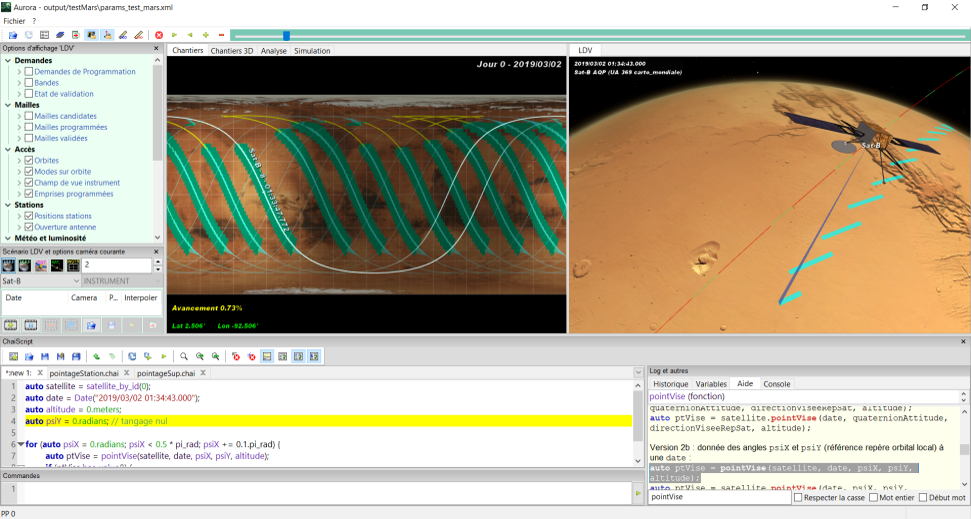 Aurora - output/testMars\params_test_mars.xml
Fichier ?
Options d'affichage 'LDV'
Demandes
Demandes de Programmation
Bandes
Etat de validation
Mailles
Mailles candidates
Mailles programmées
Mailles validées
Accès
Orbites
Modes sur orbite
Champ de vue instrument
Emprises programmées
Stations
Positions stations
Ouverture antenne
Météo et luminosité
Scénario LDV et options caméra courante
2
Sat-B INSTRUMENT
Date Camera P... Interpoler
Chantiers Chantiers 3D Analyse Simulation
Jour 0 - 2019/03/02
Avancement 0.73%
Lat 2.506° Lon -92.506°
LDV
2019/03/02 01:34:43.000
Sat-B AQP (UA 369 carto_mondiale)
Sat-B
ChaiScript
*new 1: pointageStation.chai pointageSup.chai
1 auto satellite = satellite_by_id(0);
2 auto date = Date("2019/03/02 01:34:43.000");
3 auto altitude = 0.meters;
4 auto psiY = 0.radians; // tangage nul
5
6 for (auto psiX = 0.radians; psiX < 0.5 * pi_rad; psiX += 0.1.pi_rad) {
7 auto ptVise = pointVise(satellite, date, psiX, psiY, altitude);
Commandes
1
Log et autres
Historique Variables Aide Console
pointVise (fonction)
quaternionAttitude, directionViseeRepSat, altitude);
auto ptVise = satellite.pointVise(date, quaternionAttitude,
directionViseeRepSat, altitude);
Version 2b : donnée des angles psiX et psiY (référence repère orbital local) à
une date :
auto ptVise = pointVise(satellite, date, psiX, psiY,
altitude);
auto ptVise = satellite.pointVise(date, psiX, psiY,
pointVise Respecter la casse Mot entier Début mot
PP 0